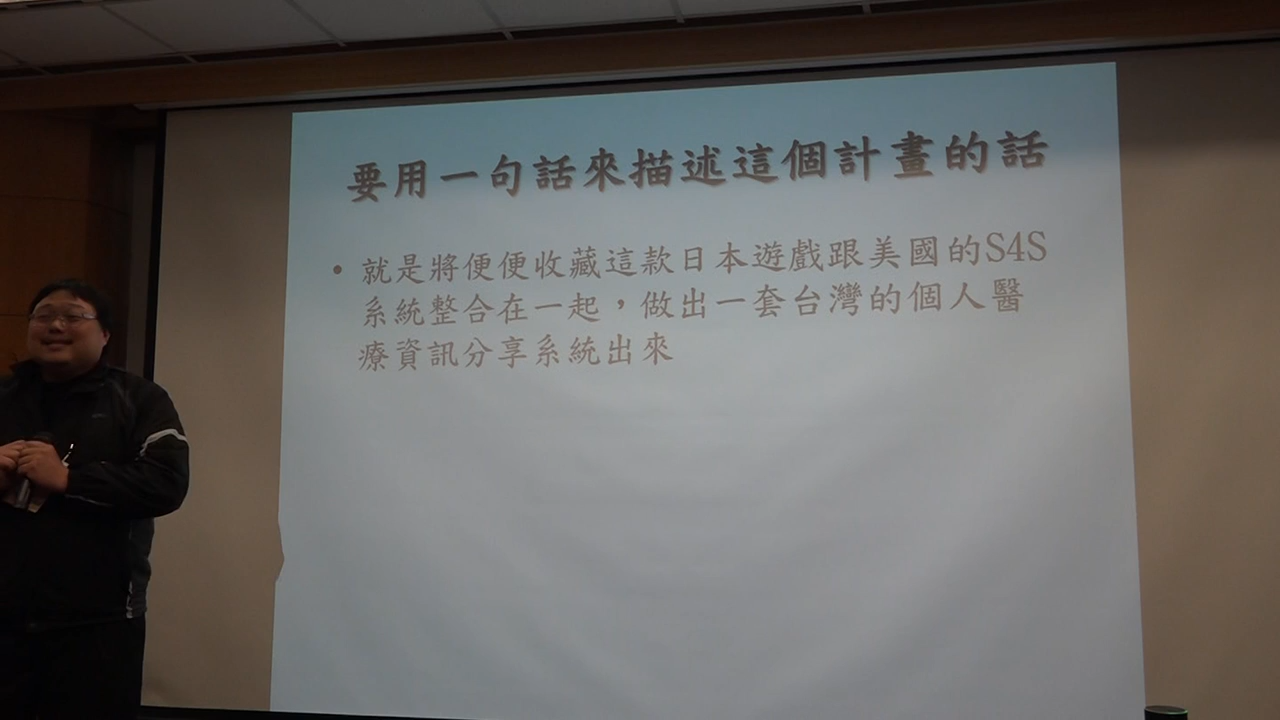 要用一句話來描述這個計畫的話
• 就是將便便收藏這款日本遊戲跟美國的S4S
系統整合在一起，做出一套台灣的個人醫
療資訊分享系統出來